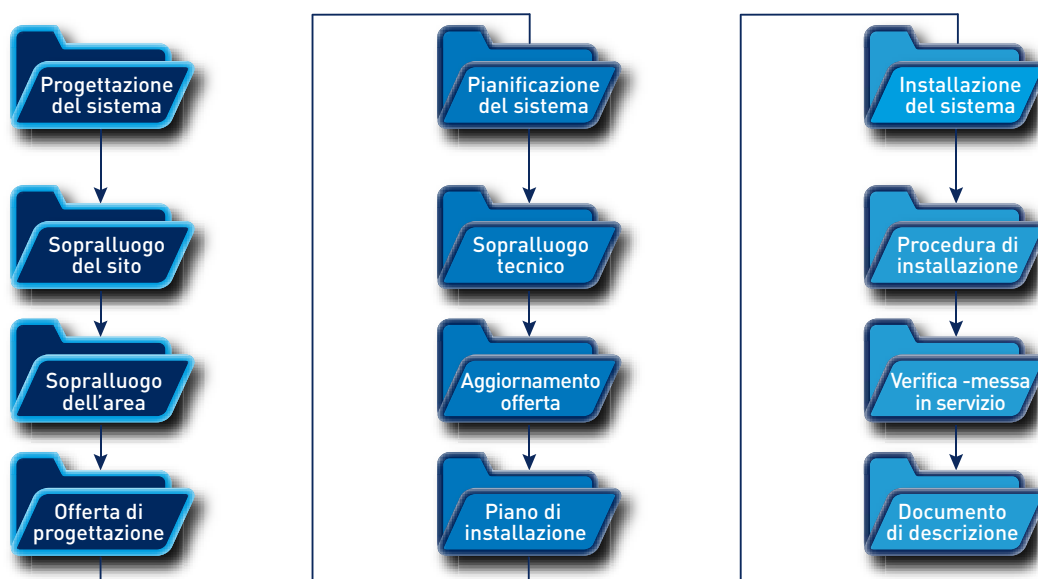 Progettazione
del sistema
Sopralluogo
del sito
Sopralluogo
dell'area
Offerta di
progettazione
Pianificazione
del sistema
Sopralluogo
tecnico
Aggiornamento
offerta
Piano di
installazione
Installazione
del sistema
Procedura di
installazione
Verifica -messa
in servizio
Documento
di descrizione